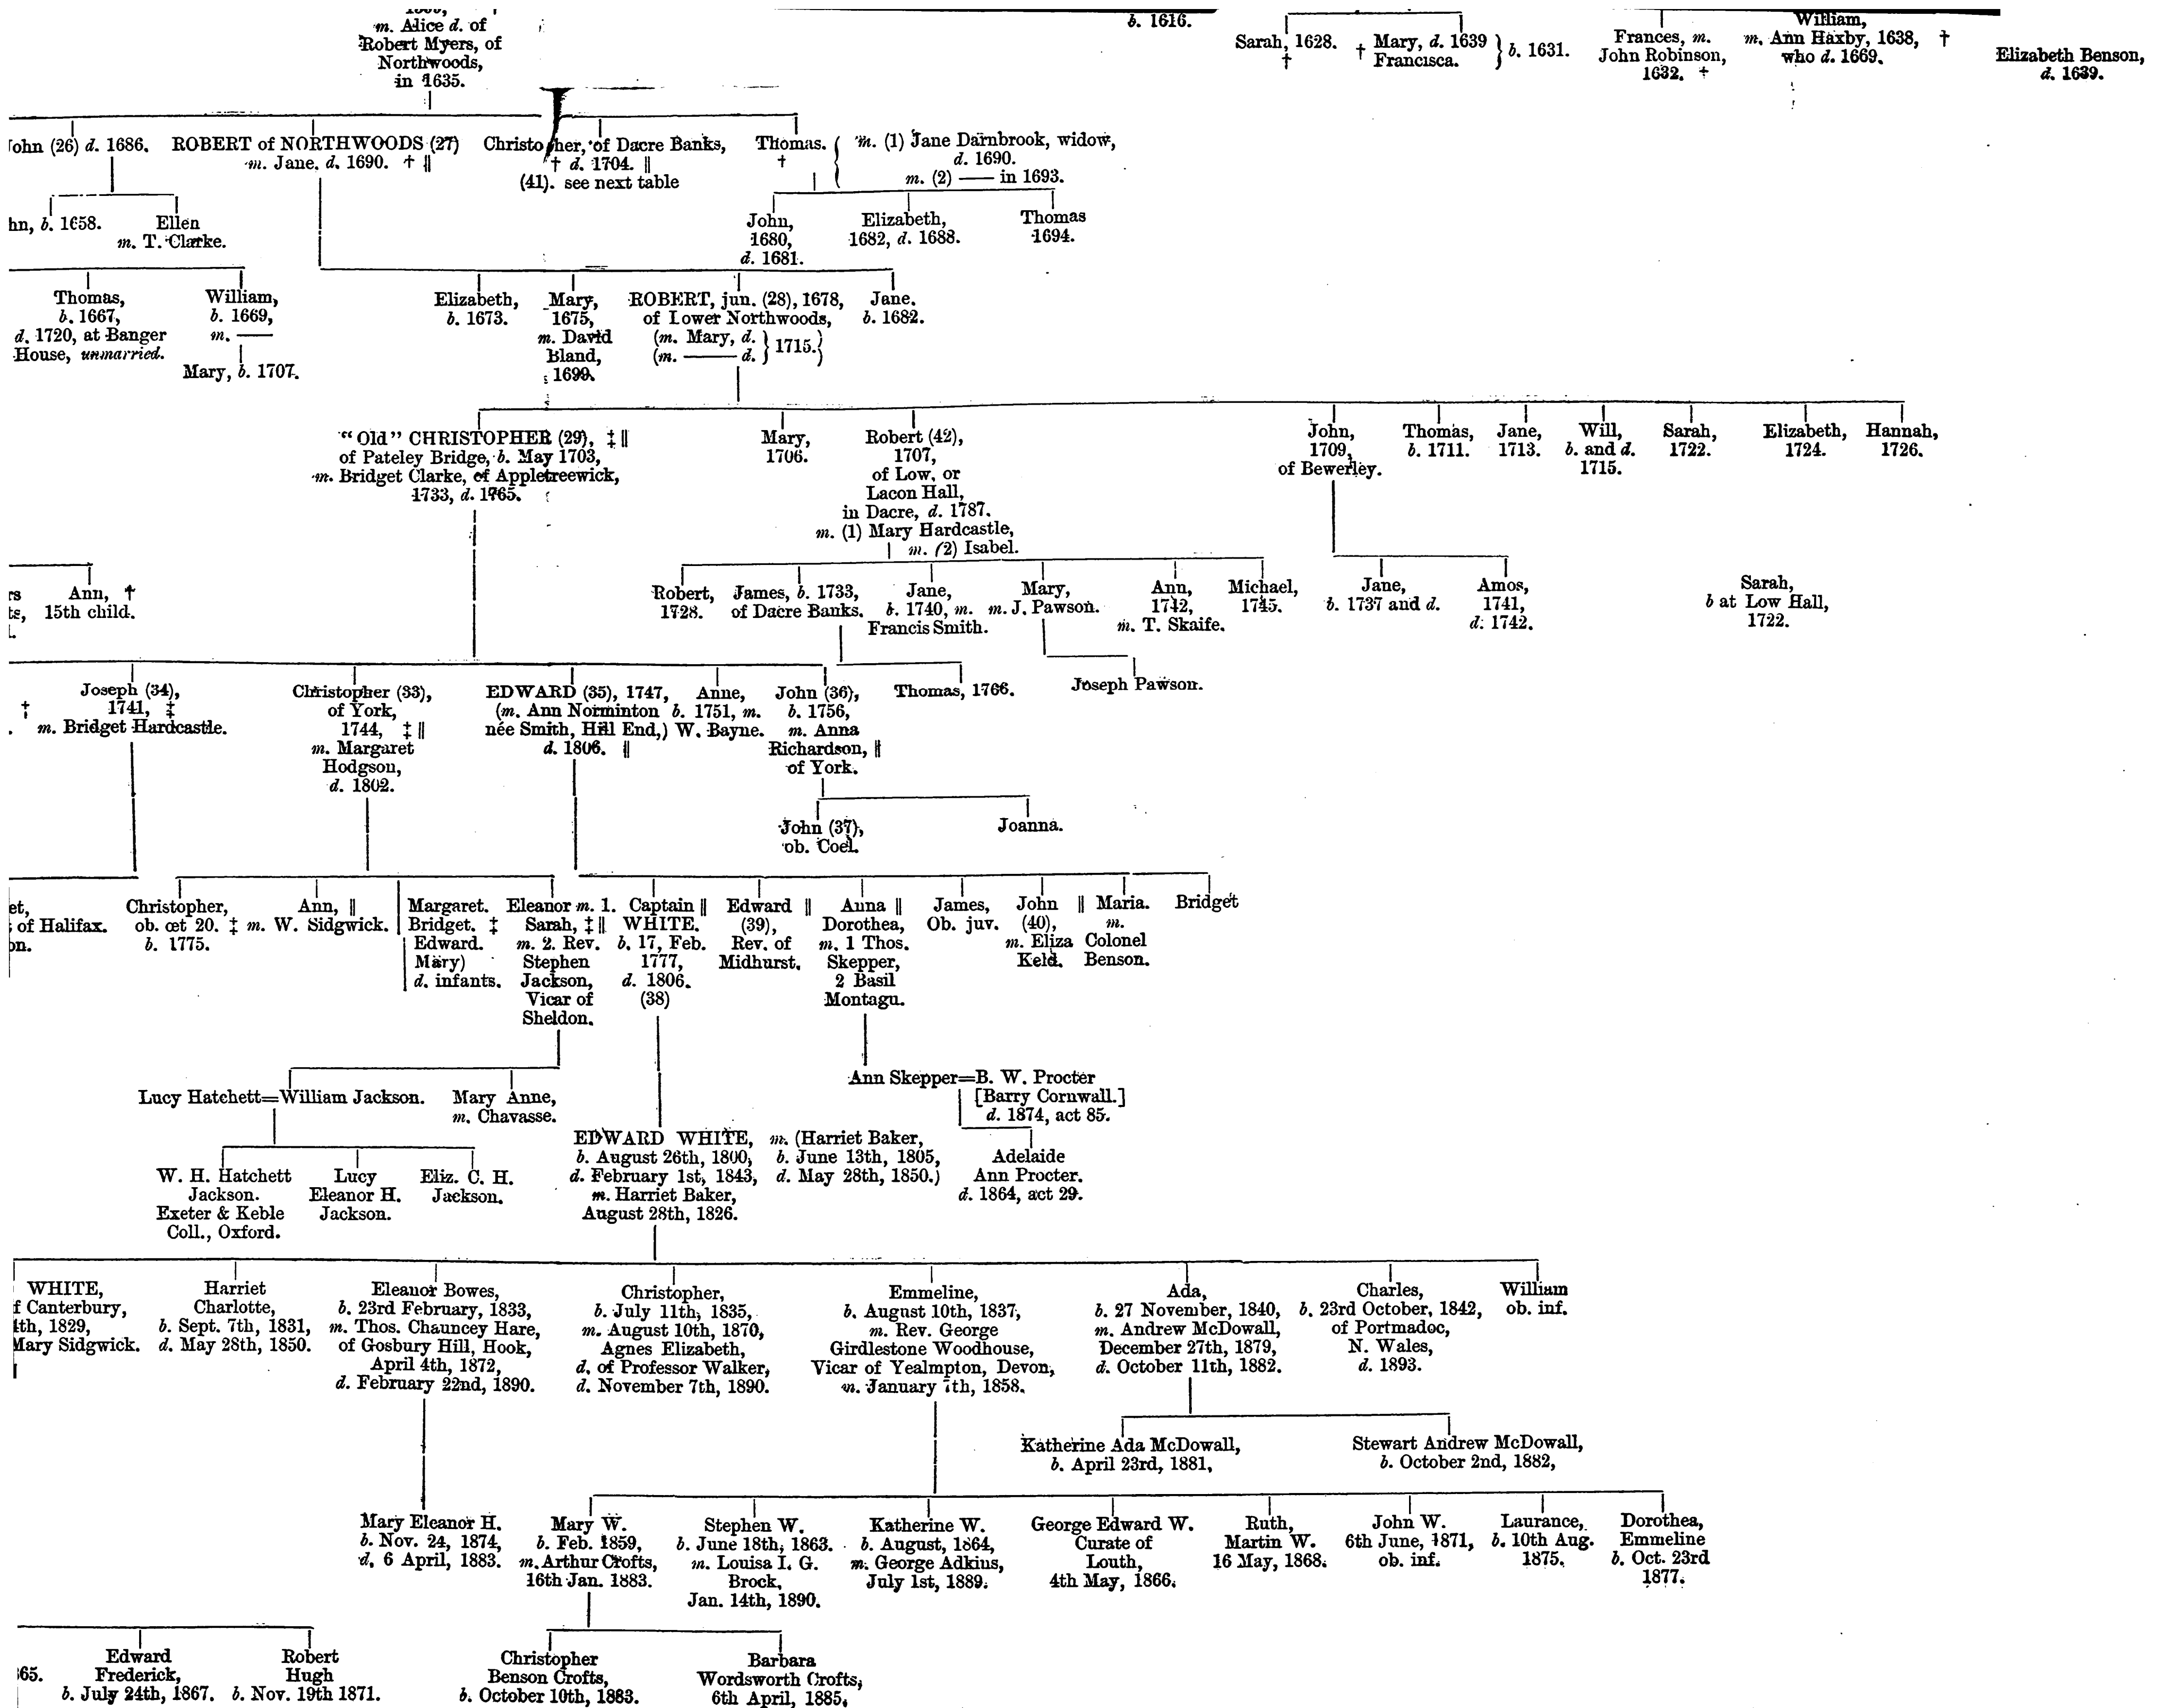 m. Alice d. of
Robert Myers, of
Northwoods,
in 1635.
b. 1616.
Sarah, 1628.
†
† Mary, d. 1639
Francisca.
} b. 1631.
Frances, m.
John Robinson,
1632. †
William,
m. Ann Haxby, 1638, †
who d. 1669.
Elizabeth Benson,
d. 1639.
John (26) d. 1686.
ROBERT of NORTHWOODS (27)
m. Jane, d. 1690. † ||
Christopher, of Dacre Banks,
† d. 1704. ||
(41). see next table
Thomas.
†
m. (1) Jane Darnbrook, widow,
d. 1690.
m. (2) —— in 1693.
hn, b. 1658.
Ellen
m. T. Clarke.
John,
1680,
d. 1681.
Elizabeth,
1682, d. 1688.
Thomas
1694.
Thomas,
b. 1667,
d. 1720, at Banger
House, unmarried.
William,
b. 1669,
m. ——
Mary, b. 1707.
Elizabeth,
b. 1673.
Mary,
1675,
m. David
Bland,
1699.
ROBERT, jun. (28), 1678,
of Lower Northwoods,
(m. Mary, d. } 1715.)
(m. —— d. }
Jane.
b. 1682.
“Old” CHRISTOPHER (29), ‡ ||
of Pateley Bridge, b. May 1703,
m. Bridget Clarke, of Appletreewick,
1733, d. 1765.
Mary,
1706.
Robert (42),
1707,
of Low, or
Lacon Hall,
in Dacre, d. 1787.
m. (1) Mary Hardcastle,
m. (2) Isabel.
John,
1709,
of Bewerley.
Thomas,
b. 1711.
Jane,
1713.
Will,
b. and d.
1715.
Sarah,
1722.
Elizabeth,
1724.
Hannah,
1726.
rs
ts,
Ann, †
15th child.
Robert,
1728.
James, b. 1733,
of Dacre Banks.
Jane,
b. 1740, m.
Francis Smith.
Mary,
m. J. Pawson.
Ann,
1742,
m. T. Skaife.
Michael,
1745.
Jane,
b. 1737 and d.
Amos,
1741,
d. 1742.
Sarah,
b at Low Hall,
1722.
†
Joseph (34),
1741, ‡
m. Bridget Hardcastle.
Christopher (33),
of York,
1744, ‡ ||
m. Margaret
Hodgson,
d. 1802.
EDWARD (35), 1747,
(m. Ann Norminton
née Smith, Hill End,)
d. 1806. ||
Anne,
b. 1751, m.
W. Bayne.
John (36),
b. 1756,
m. Anna
Richardson, ||
of York.
Thomas, 1766.
Joseph Pawson.
John (37),
ob. Coel.
Joanna.
et,
of Halifax.
on.
Christopher,
ob. œt 20. ‡
b. 1775.
Ann, ||
m. W. Sidgwick.
Margaret.
Bridget. ‡
Edward.
Mary)
d. infants.
Eleanor m. 1.
Sarah, ‡ ||
m. 2. Rev.
Stephen
Jackson,
Vicar of
Sheldon.
Captain ||
WHITE.
b. 17, Feb.
1777,
d. 1806.
(38)
Edward ||
(39),
Rev. of
Midhurst.
Anna ||
Dorothea,
m. 1 Thos.
Skepper,
2 Basil
Montagu.
James,
Ob. juv.
John ||
(40),
m. Eliza
Keld.
Maria.
m.
Colonel
Benson.
Bridget
Lucy Hatchett=William Jackson.
Mary Anne,
m. Chavasse.
Ann Skepper=B. W. Procter
[Barry Cornwall.]
d. 1874, act 85.
W. H. Hatchett
Jackson.
Exeter & Keble
Coll., Oxford.
Lucy
Eleanor H.
Jackson.
Eliz. C. H.
Jackson.
EDWARD WHITE,
b. August 26th, 1800,
d. February 1st, 1843,
m. Harriet Baker,
August 28th, 1826.
m. (Harriet Baker,
b. June 13th, 1805,
d. May 28th, 1850.)
Adelaide
Ann Procter.
d. 1864, act 29.
WHITE,
f Canterbury,
4th, 1829,
Mary Sidgwick.
Harriet
Charlotte,
b. Sept. 7th, 1831,
d. May 28th, 1850.
Eleanor Bowes,
b. 23rd February, 1833,
m. Thos. Chauncey Hare,
of Gosbury Hill, Hook,
April 4th, 1872,
d. February 22nd, 1890.
Christopher,
b. July 11th, 1835,
m. August 10th, 1870,
Agnes Elizabeth,
d. of Professor Walker,
d. November 7th, 1890.
Emmeline,
b. August 10th, 1837,
m. Rev. George
Girdlestone Woodhouse,
Vicar of Yealmpton, Devon,
m. January 7th, 1858.
Ada,
b. 27 November, 1840,
m. Andrew McDowall,
December 27th, 1879,
d. October 11th, 1882.
Charles,
b. 23rd October, 1842,
of Portmadoc,
N. Wales,
d. 1893.
William
ob. inf.
Katherine Ada McDowall,
b. April 23rd, 1881,
Stewart Andrew McDowall,
b. October 2nd, 1882,
Mary Eleanor H.
b. Nov. 24, 1874,
d, 6 April, 1883.
Mary W.
b. Feb. 1859,
m. Arthur Crofts,
16th Jan. 1883.
Stephen W.
b. June 18th, 1863.
m. Louisa I. G.
Brock,
Jan. 14th, 1890.
Katherine W.
b. August, 1864,
m. George Adkins,
July 1st, 1889.
George Edward W.
Curate of
Louth,
4th May, 1866.
Ruth,
Martin W.
16 May, 1868.
John W.
6th June, 1871,
ob. inf.
Laurance,
b. 10th Aug.
1875.
Dorothea,
Emmeline
b. Oct. 23rd
1877.
65.
Edward
Frederick,
b. July 24th, 1867.
Robert
Hugh
b. Nov. 19th 1871.
Christopher
Benson Crofts,
b. October 10th, 1883.
Barbara
Wordsworth Crofts,
6th April, 1885,